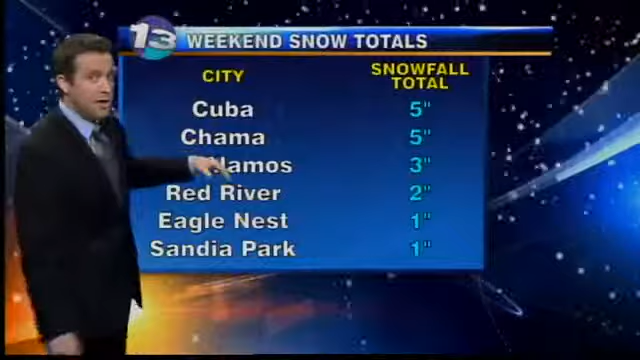 13 WEEKEND SNOW TOTALS
CITY SNOWFALL TOTAL
Cuba 5"
Chama 5"
lamos 3"
Red River 2"
Eagle Nest 1"
Sandia Park 1"